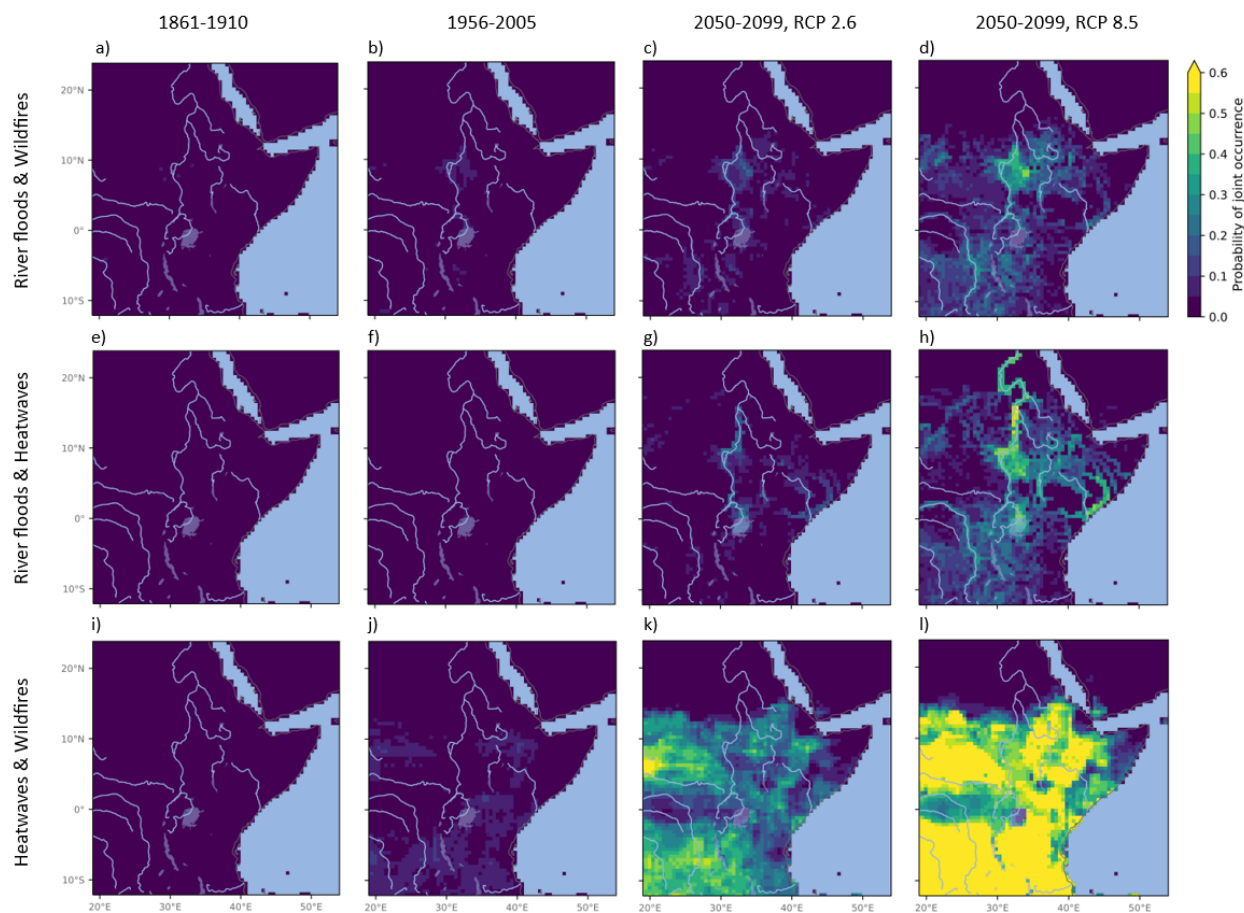 1861-1910 1956-2005 2050-2099, RCP 2.6 2050-2099, RCP 8.5
River floods & Wildfires
a) b) c) d)
20°N
10°N
0°
10°S
0.6
0.5
0.4
0.3
0.2
0.1
0.0
Probability of joint occurrence
River floods & Heatwaves
e) f) g) h)
20°N
10°N
0°
10°S
Heatwaves & Wildfires
i) j) k) l)
20°N
10°N
0°
10°S
20°E 30°E 40°E 50°E 20°E 30°E 40°E 50°E 20°E 30°E 40°E 50°E 20°E 30°E 40°E 50°E